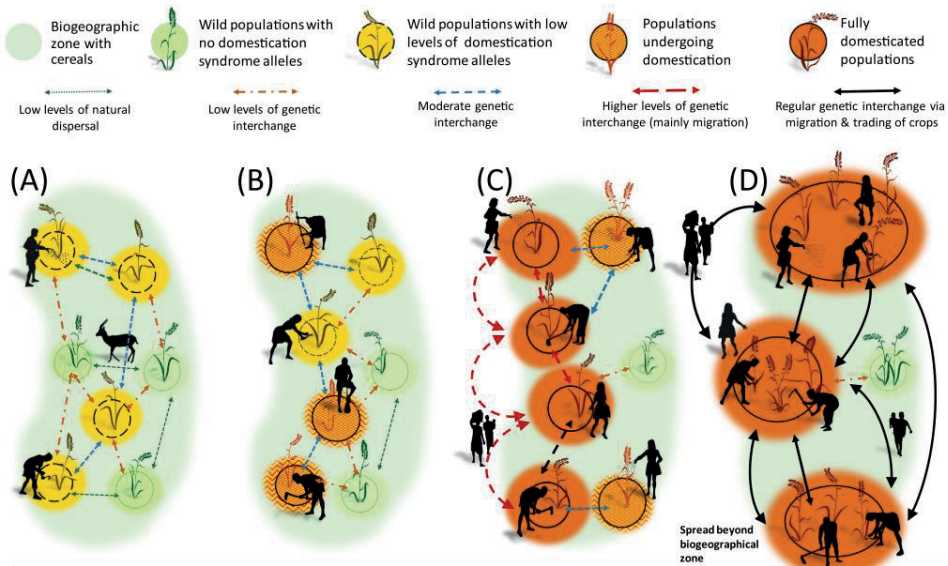 Biogeographic
zone with
cereals
Wild populations with
no domestication
syndrome alleles
Wild populations with low
levels of domestication
syndrome alleles
Populations
undergoing
domestication
Fully
domesticated
populations
Low levels of natural
dispersal
Low levels of genetic
interchange
Moderate genetic
interchange
Higher levels of genetic
interchange (mainly migration)
Regular genetic interchange via
migration & trading of crops
(A)
(B)
(C)
(D)
Spread beyond
biogeographical
zone